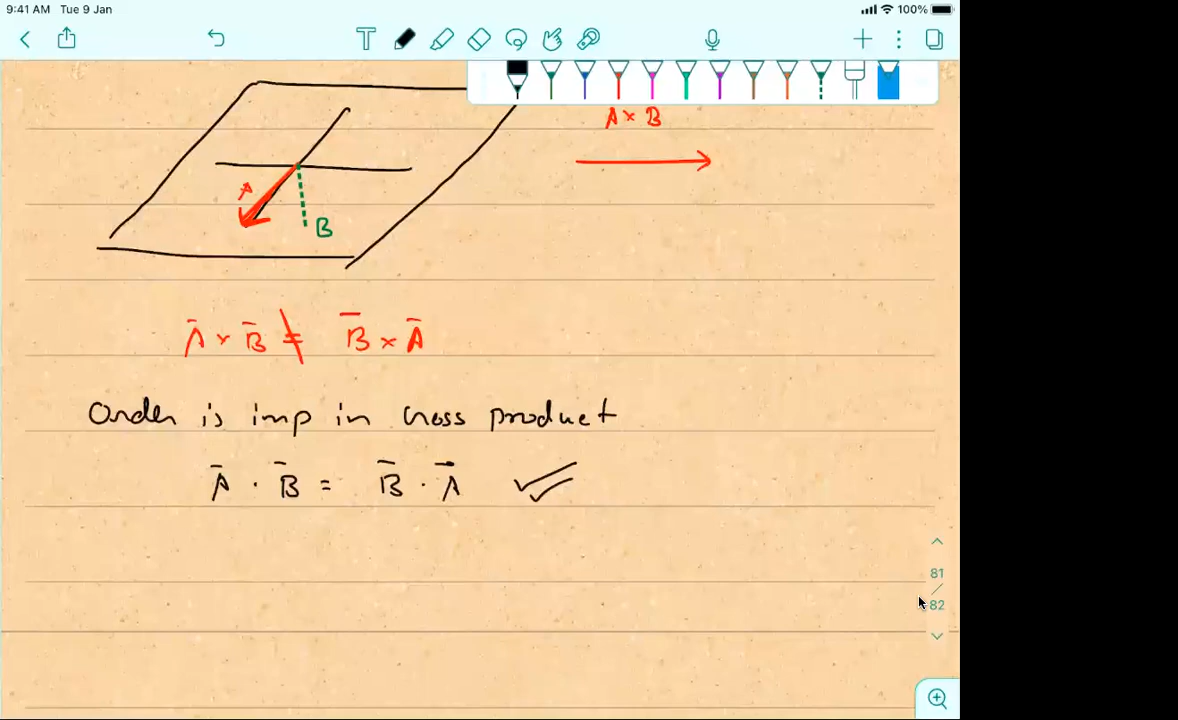 9:41 AM Tue 9 Jan 100%
A × B
A
B
A̅ × B̅ ≠ B̅ × A̅
Order is imp in cross product
A̅ · B̅ = B̅ · A̅
81
82